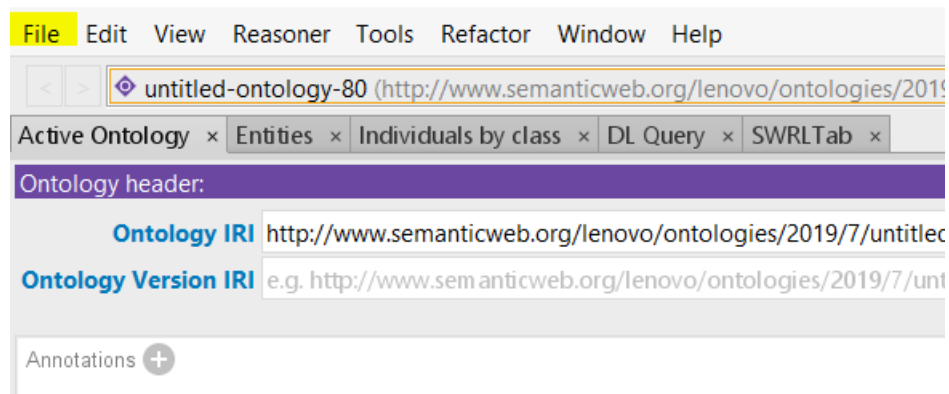 File Edit View Reasoner Tools Refactor Window Help
< > untitled-ontology-80 (http://www.semanticweb.org/lenovo/ontologies/2019
Active Ontology × Entities × Individuals by class × DL Query × SWRLTab ×
Ontology header:
Ontology IRI http://www.semanticweb.org/lenovo/ontologies/2019/7/untitled
Ontology Version IRI e.g. http://www.semanticweb.org/lenovo/ontologies/2019/7/unt
Annotations +